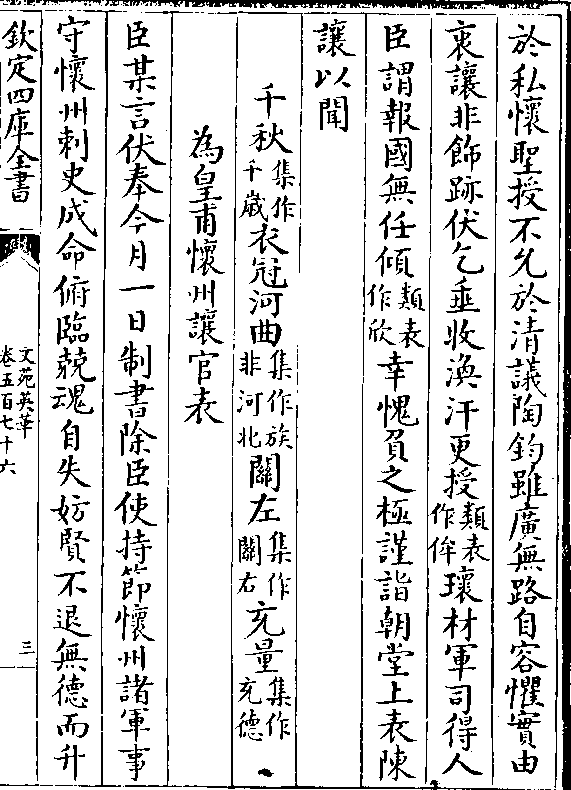 於私懷聖授不允於清議陶鈞雖廣無路自容懼實由
衷讓非飾跡伏乞垂收渙汗更授類表作侔瓌材軍司得人
臣謂報國無任傾類表作欣幸愧負之極謹詣朝堂上表陳
讓以聞
千秋集作千歲衣冠河曲集作族非河北關左集作關右充量集作充德
為皇甫懷州讓官表
臣某言伏奉今月一日制書除臣使持節懷州諸軍事
守懷州刺史成命俯臨兢魂自失妨賢不退無德而升
欽定四庫全書
文苑英華
卷五百七十六
三